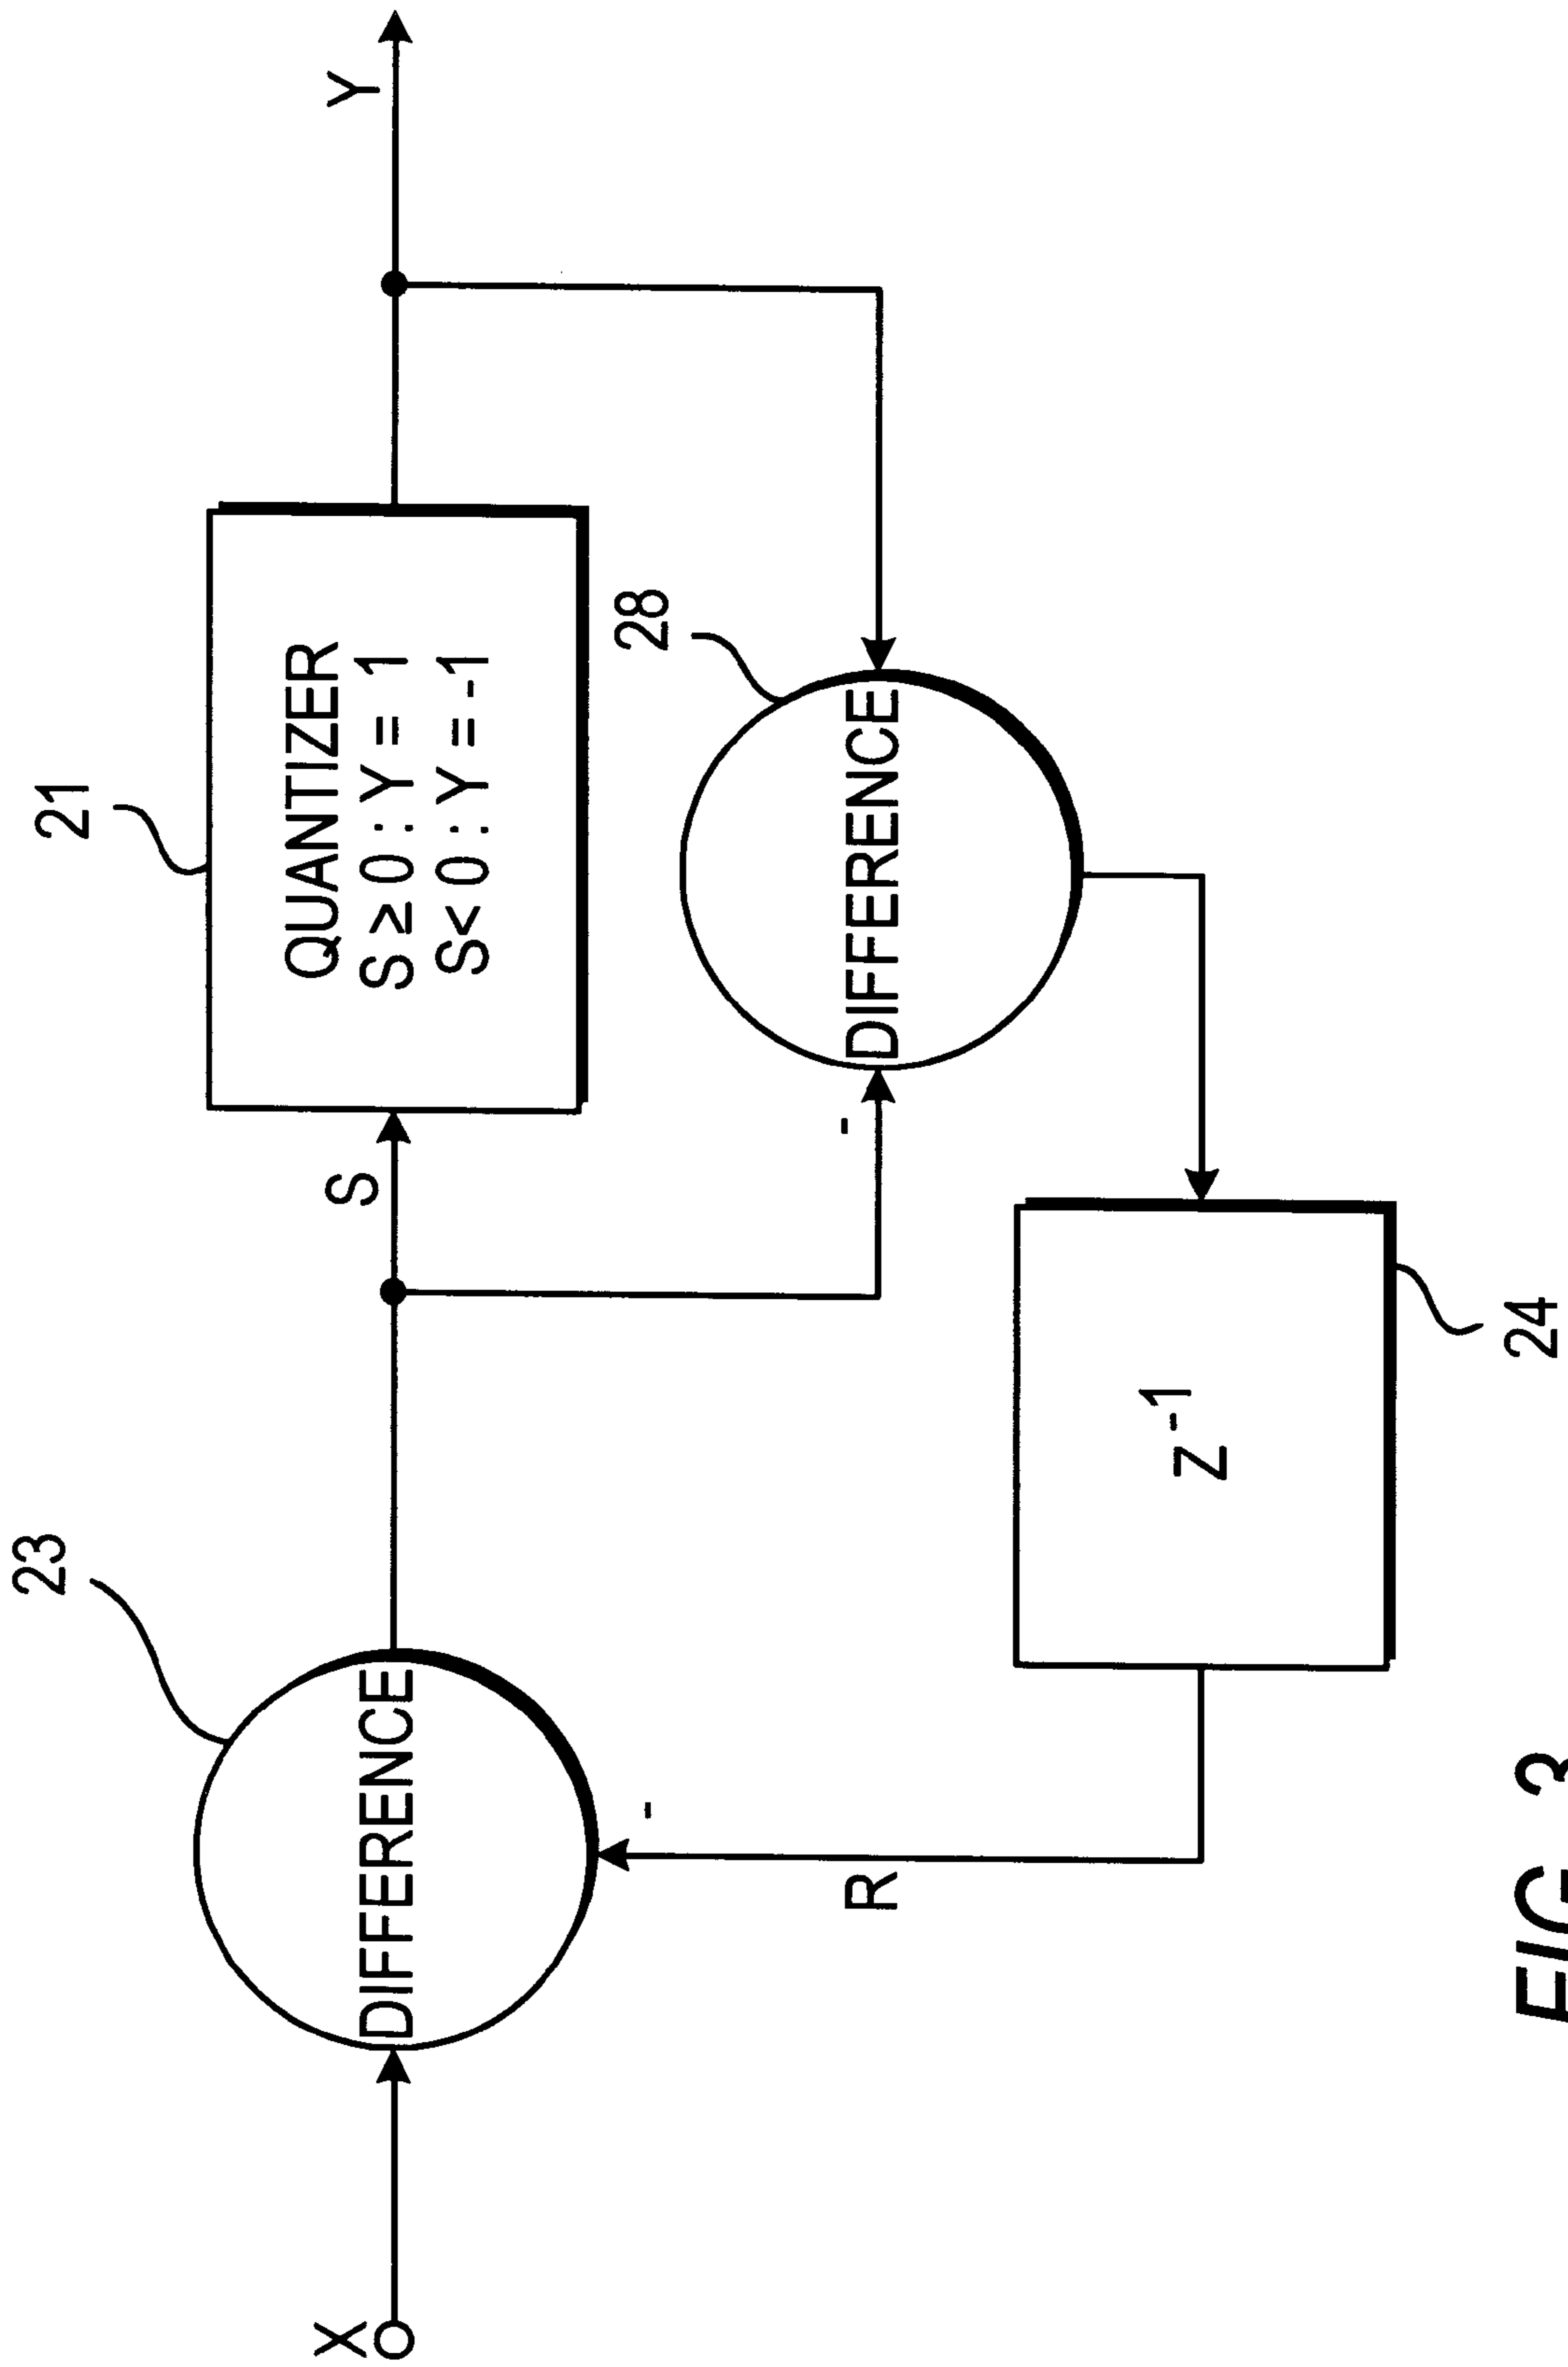 21
QUANTIZER
S ≥ 0 : Y = 1
S < 0 : Y = -1
Y
S
23
DIFFERENCE
X
28
DIFFERENCE
-
-
R
Z⁻¹
24
FIG. 3